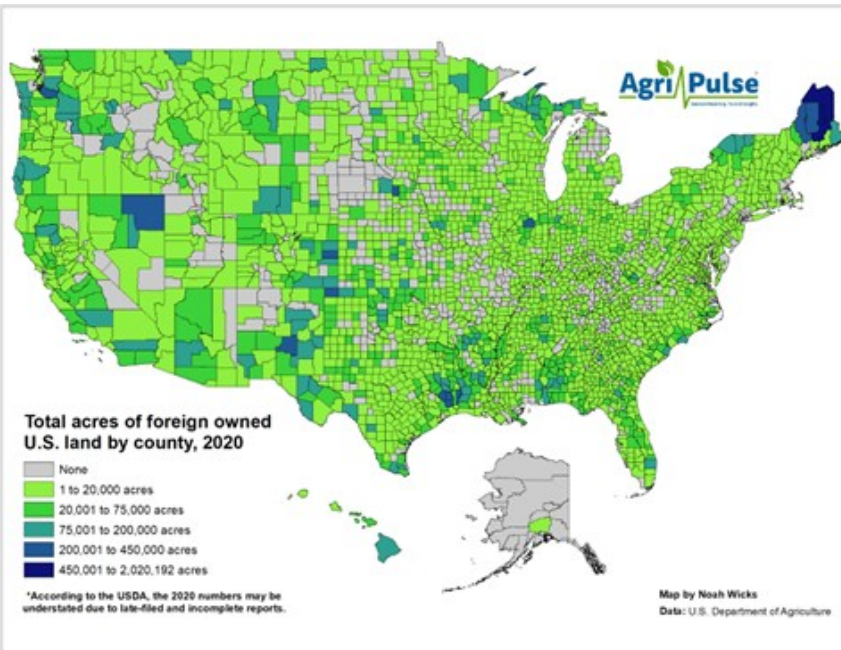 Agri Pulse
Total acres of foreign owned
U.S. land by county, 2020
None
1 to 20,000 acres
20,001 to 75,000 acres
75,001 to 200,000 acres
200,001 to 450,000 acres
450,001 to 2,020,192 acres
*According to the USDA, the 2020 numbers may be
understated due to late-filed and incomplete reports.
Map by Noah Wicks
Data: U.S. Department of Agriculture